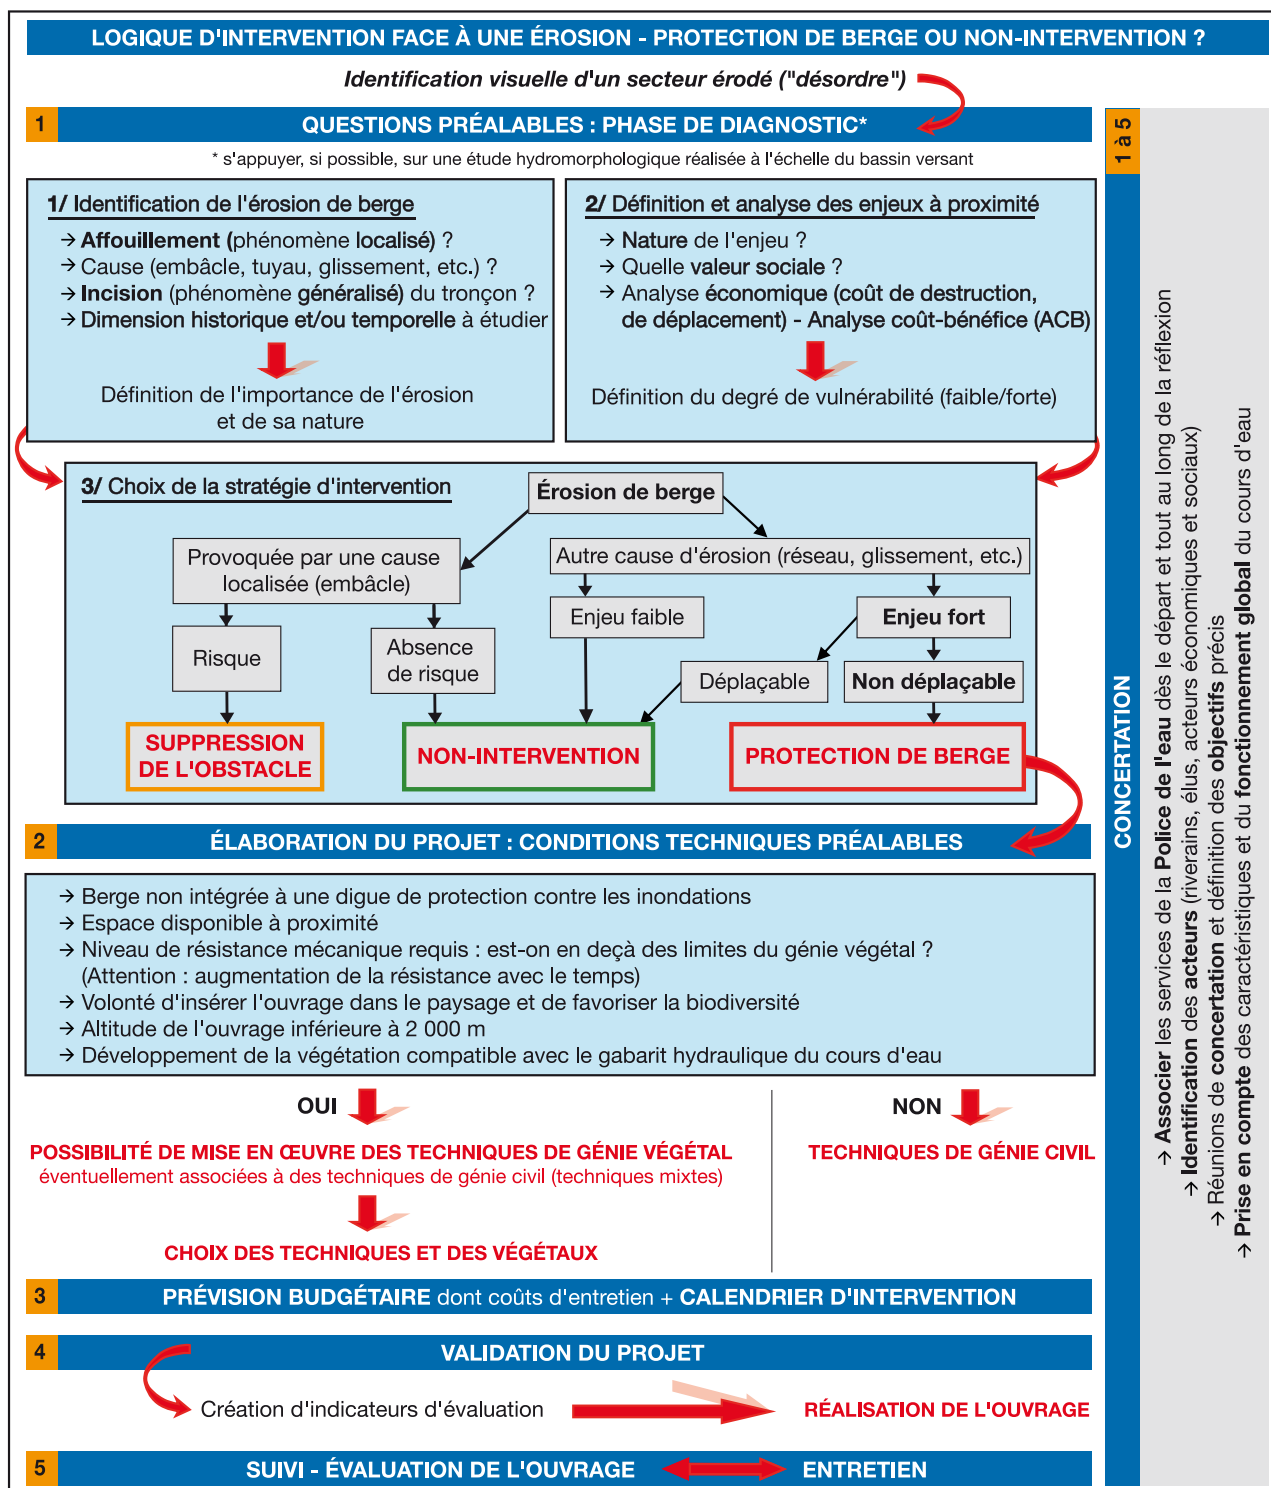 LOGIQUE D'INTERVENTION FACE À UNE ÉROSION - PROTECTION DE BERGE OU NON-INTERVENTION ?
Identification visuelle d'un secteur érodé ("désordre")
1
QUESTIONS PRÉALABLES : PHASE DE DIAGNOSTIC*
* s'appuyer, si possible, sur une étude hydromorphologique réalisée à l'échelle du bassin versant
1/ Identification de l'érosion de berge
→ Affouillement (phénomène localisé) ?
→ Cause (embâcle, tuyau, glissement, etc.) ?
→ Incision (phénomène généralisé) du tronçon ?
→ Dimension historique et/ou temporelle à étudier
Définition de l'importance de l'érosion
et de sa nature
2/ Définition et analyse des enjeux à proximité
→ Nature de l'enjeu ?
→ Quelle valeur sociale ?
→ Analyse économique (coût de destruction,
de déplacement) - Analyse coût-bénéfice (ACB)
Définition du degré de vulnérabilité (faible/forte)
3/ Choix de la stratégie d'intervention
Érosion de berge
Provoquée par une cause
localisée (embâcle)
Autre cause d'érosion (réseau, glissement, etc.)
Risque
Absence
de risque
Enjeu faible
Enjeu fort
Déplaçable
Non déplaçable
SUPPRESSION
DE L'OBSTACLE
NON-INTERVENTION
PROTECTION DE BERGE
2
ÉLABORATION DU PROJET : CONDITIONS TECHNIQUES PRÉALABLES
→ Berge non intégrée à une digue de protection contre les inondations
→ Espace disponible à proximité
→ Niveau de résistance mécanique requis : est-on en deçà des limites du génie végétal ?
(Attention : augmentation de la résistance avec le temps)
→ Volonté d'insérer l'ouvrage dans le paysage et de favoriser la biodiversité
→ Altitude de l'ouvrage inférieure à 2 000 m
→ Développement de la végétation compatible avec le gabarit hydraulique du cours d'eau
OUI
POSSIBILITÉ DE MISE EN ŒUVRE DES TECHNIQUES DE GÉNIE VÉGÉTAL
éventuellement associées à des techniques de génie civil (techniques mixtes)
CHOIX DES TECHNIQUES ET DES VÉGÉTAUX
NON
TECHNIQUES DE GÉNIE CIVIL
3
PRÉVISION BUDGÉTAIRE dont coûts d'entretien + CALENDRIER D'INTERVENTION
4
VALIDATION DU PROJET
Création d'indicateurs d'évaluation
RÉALISATION DE L'OUVRAGE
5
SUIVI - ÉVALUATION DE L'OUVRAGE
ENTRETIEN
1 à 5
CONCERTATION
→ Associer les services de la Police de l'eau dès le départ et tout au long de la réflexion
→ Identification des acteurs (riverains, élus, acteurs économiques et sociaux)
→ Réunions de concertation et définition des objectifs précis
→ Prise en compte des caractéristiques et du fonctionnement global du cours d'eau